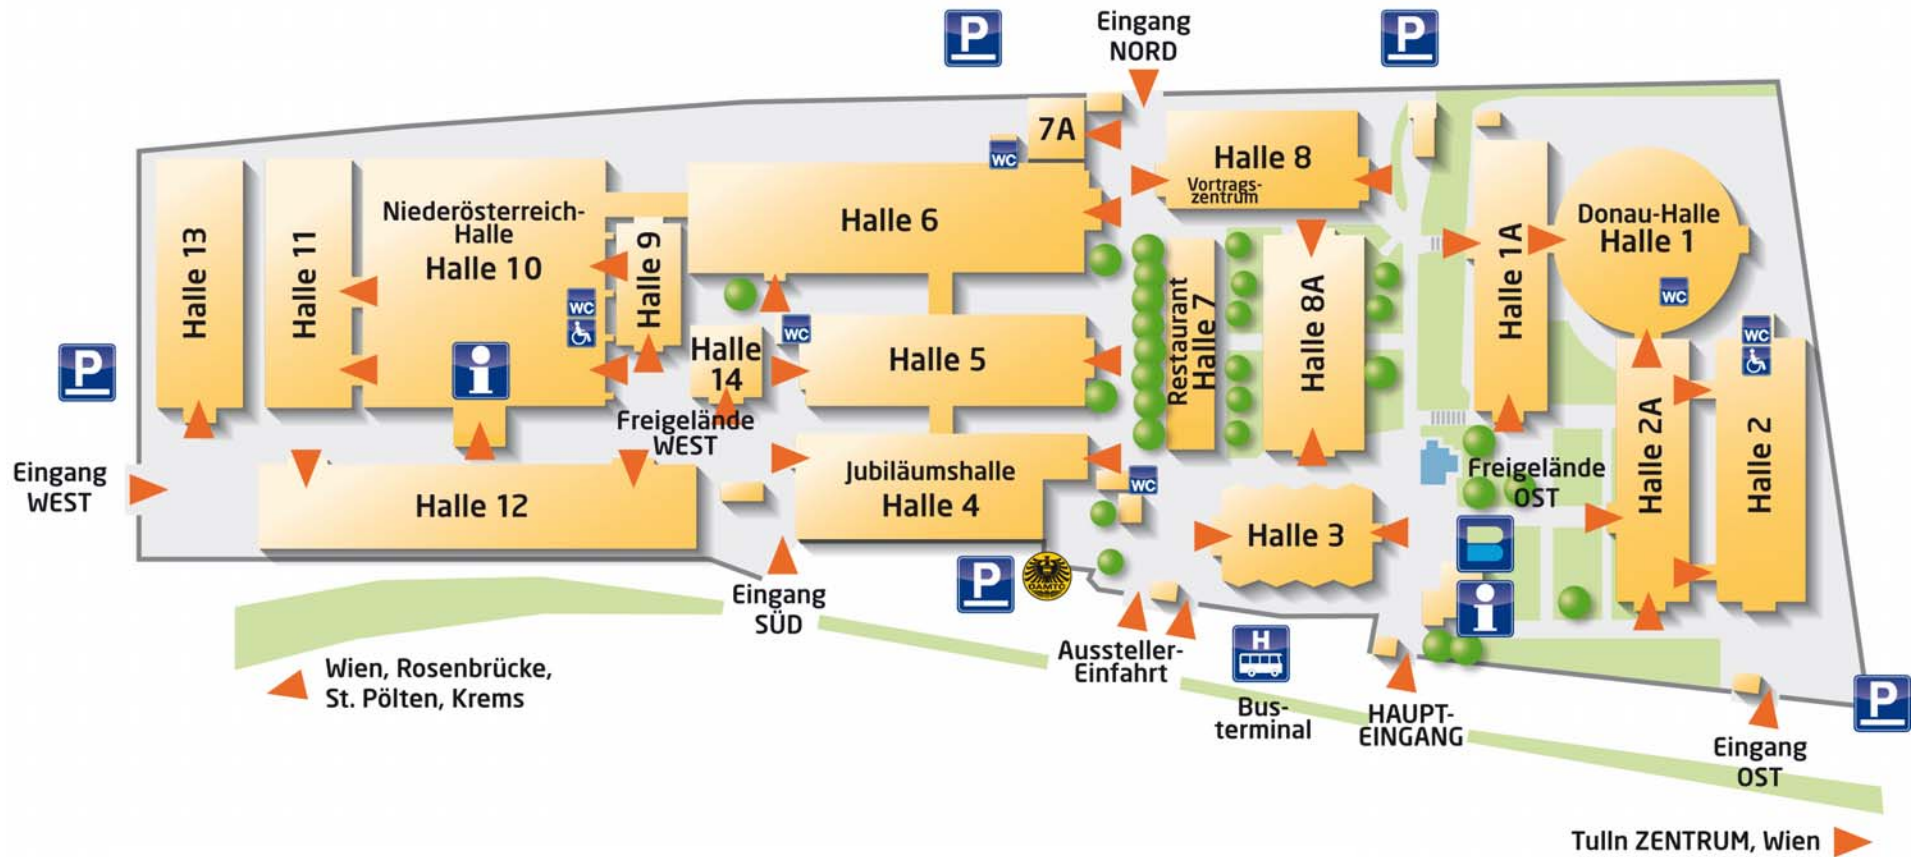 P
Eingang
NORD
P
7A
WC
Halle 8
Vortrags-
zentrum
Niederösterreich-
Halle
Halle 10
Halle 6
Donau-Halle
Halle 1
Halle 13
Halle 11
Halle 9
Halle 1A
WC
WC
WC
Halle
14
Halle 5
Restaurant
Halle 7
Halle 8A
WC
P
i
Freigelände
WEST
Halle 2A
Halle 2
Eingang
WEST
Halle 12
Jubiläumshalle
Halle 4
WC
Freigelände
OST
Halle 3
P
ÖAMTC
B
i
Eingang
SÜD
Aussteller-
Einfahrt
H
Bus-
terminal
HAUPT-
EINGANG
P
Eingang
OST
Wien, Rosenbrücke,
St. Pölten, Krems
Tulln ZENTRUM, Wien